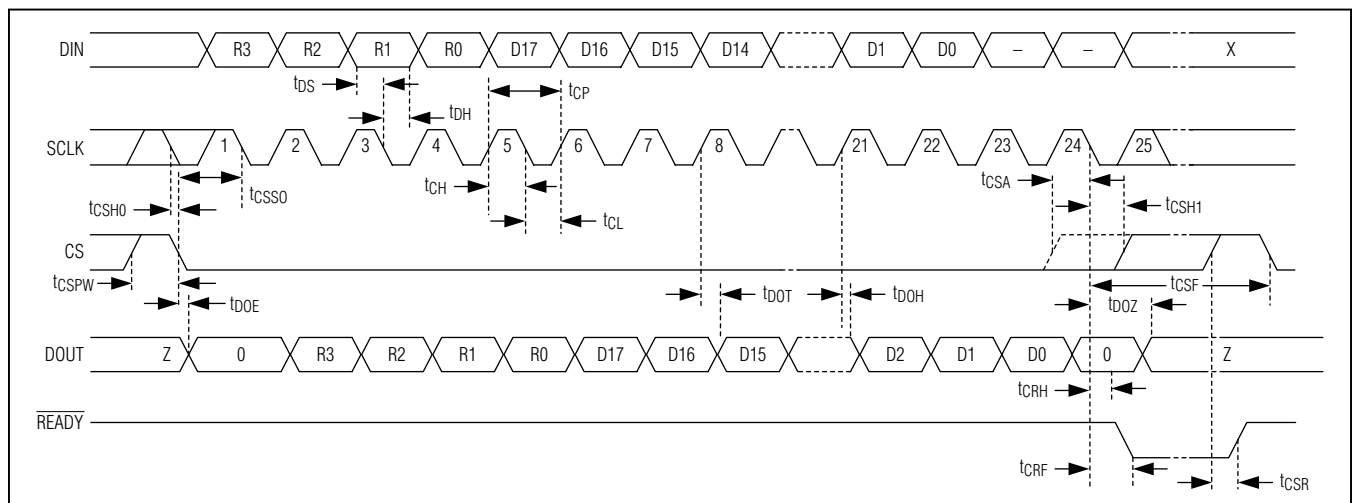 DIN R3 R2 R1 R0 D17 D16 D15 D14 D1 D0 – – X
tDS tDH tCP
SCLK 1 2 3 4 5 6 7 8 21 22 23 24 25
tCSH0 tCSSO tCH tCL tCSA tCSH1
CS
tCSPW tDOE tDOT tDOH tCSF tDOZ
DOUT Z 0 R3 R2 R1 R0 D17 D16 D15 D2 D1 D0 0 Z
tCRH
READY
tCRF tCSR